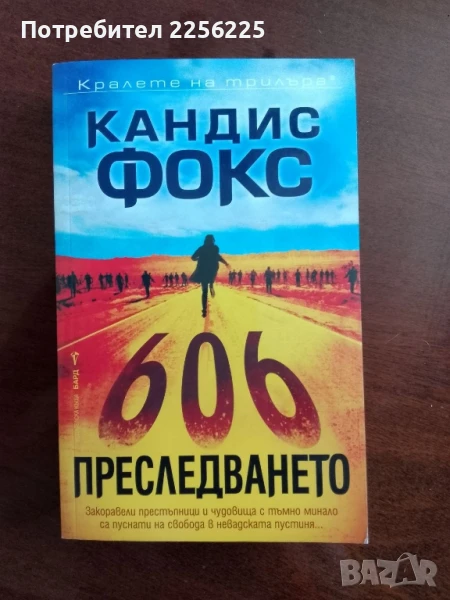 Потребител 2256225
Кралете на трилъра®
КАНДИС
ФОКС
606
БАРД
ПРЕСЛЕДВАНЕТО
Закоравели престъпници и чудовища с тъмно минало
са пуснати на свобода в невадската пустиня...
BAZAR